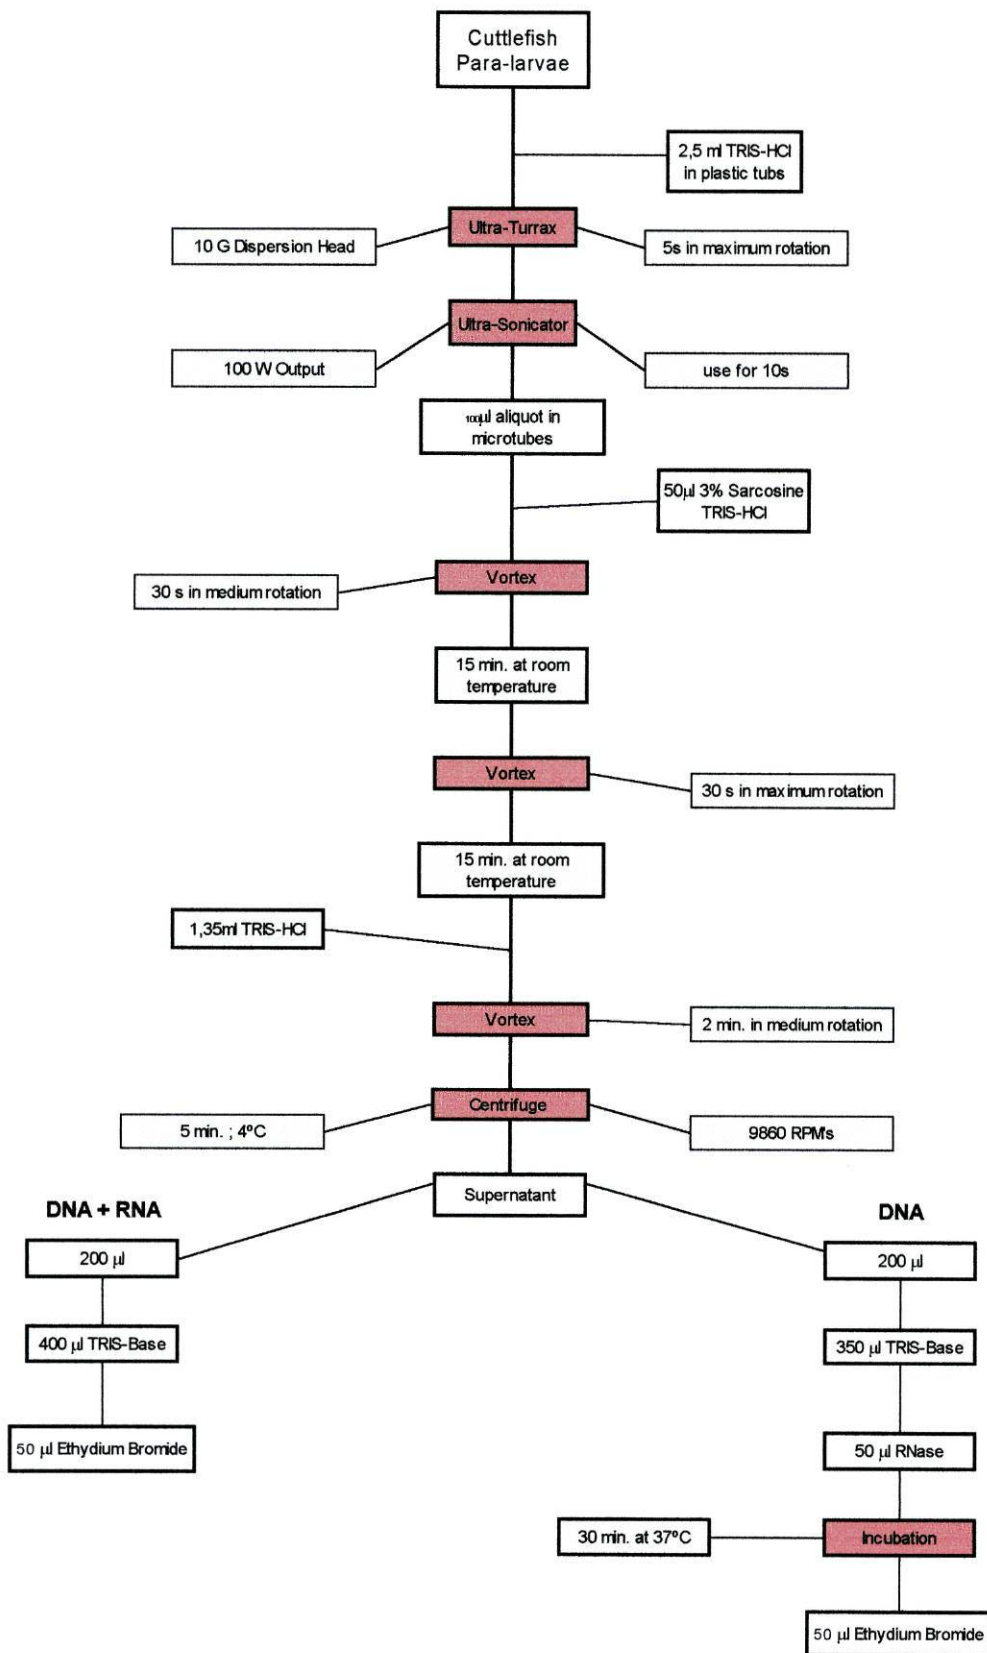 Cuttlefish
Para-larvae
2,5 ml TRIS-HCl
in plastic tubs
Ultra-Turrax
10 G Dispersion Head
5s in maximum rotation
Ultra-Sonicator
100 W Output
use for 10s
100µl aliquot in
microtubes
50µl 3% Sarcosine
TRIS-HCl
Vortex
30 s in medium rotation
15 min. at room
temperature
Vortex
30 s in maximum rotation
15 min. at room
temperature
1,35ml TRIS-HCl
Vortex
2 min. in medium rotation
Centrifuge
5 min. ; 4ºC
9860 RPM's
Supernatant
DNA + RNA
DNA
200 µl
200 µl
400 µl TRIS-Base
350 µl TRIS-Base
50 µl Ethydium Bromide
50 µl RNase
30 min. at 37ºC
Incubation
50 µl Ethydium Bromide